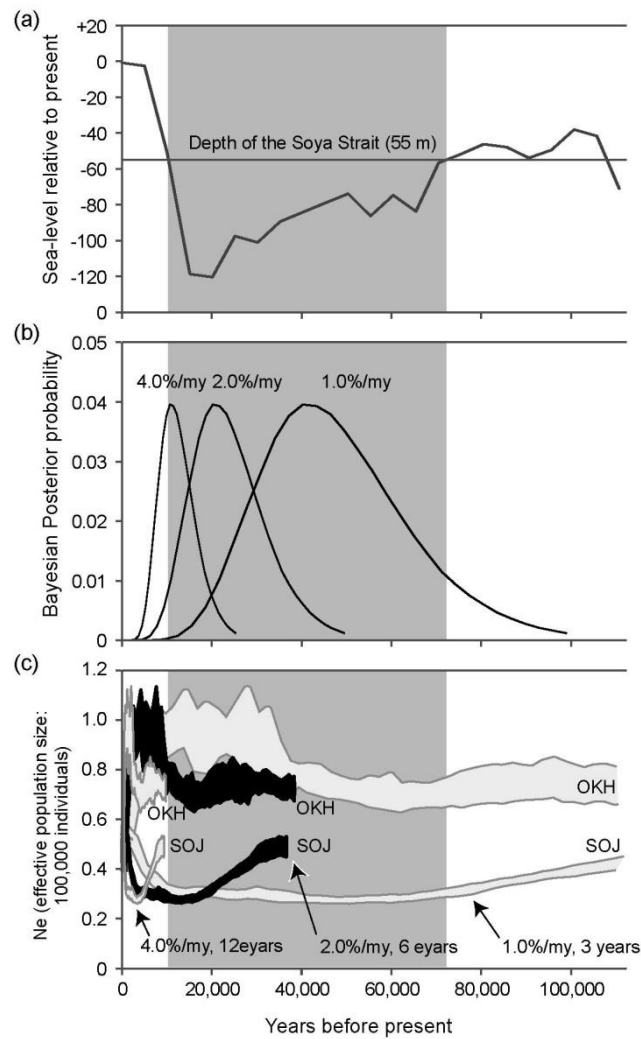 (a)
+20
0
-20
-40
-60
-80
-100
-120
0
Sea-level relative to present
Depth of the Soya Strait (55 m)
(b)
0.05
0.04
0.03
0.02
0.01
0
Bayesian Posterior probability
4.0%/my 2.0%/my 1.0%/my
(c)
1.2
1.0
0.8
0.6
0.4
0.2
0
Ne (effective population size:
100,000 individuals)
OKH
OKH
OKH
SOJ
SOJ
SOJ
4.0%/my, 12eyars
2.0%/my, 6 eyars
1.0%/my, 3 years
0 20,000 40,000 60,000 80,000 100,000
Years before present